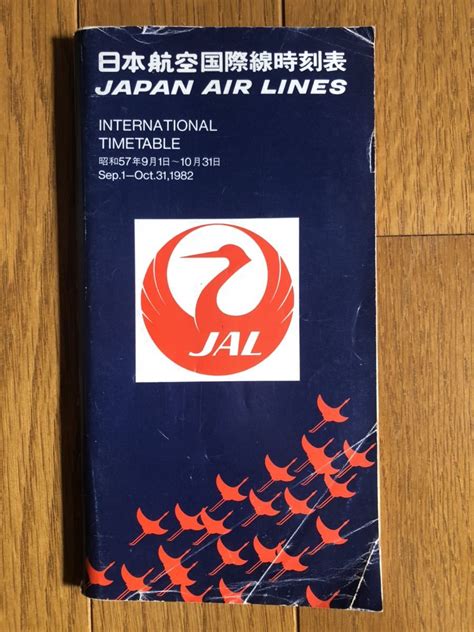 日本航空国際線時刻表
JAPAN AIR LINES
INTERNATIONAL
TIMETABLE
昭和57年9月1日〜10月31日
Sep.1—Oct.31,1982
JAL